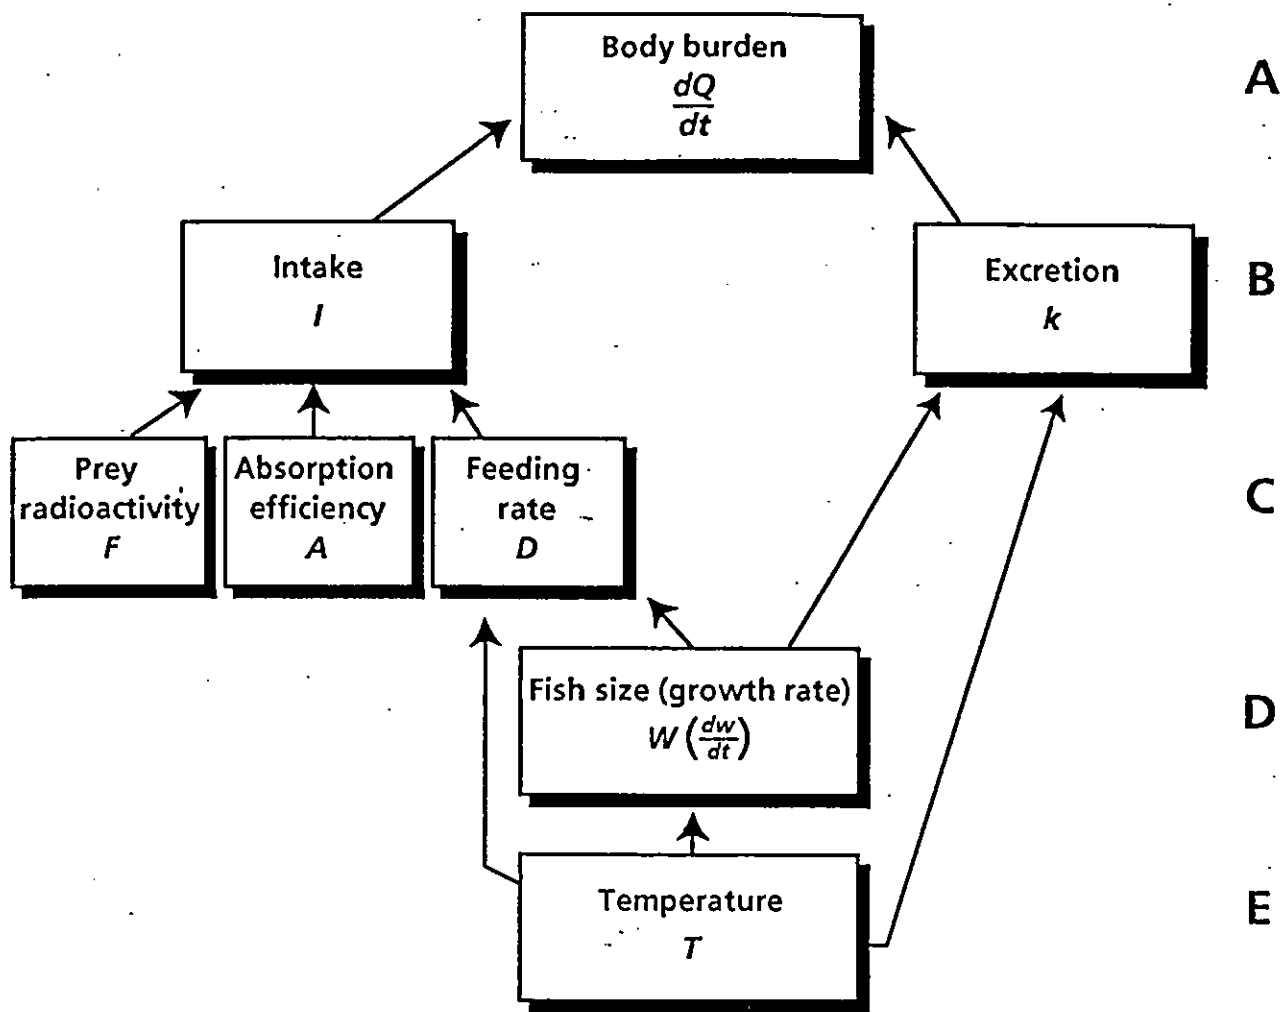 Body burden
dQ
dt
A
Intake
I
Excretion
k
B
Prey
radioactivity
F
Absorption
efficiency
A
Feeding
rate
D
C
Fish size (growth rate)
W (dw/dt)
D
Temperature
T
E